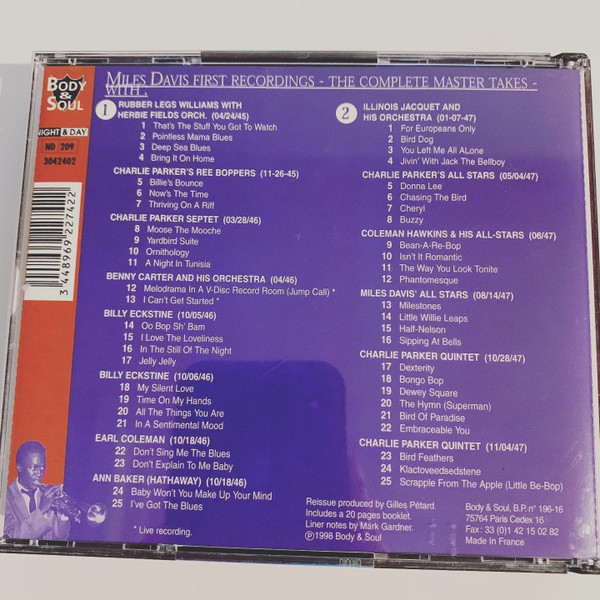 BODY
&
SOUL
NIGHT & DAY
ND 209
3042402
3 448969 227422
MILES DAVIS FIRST RECORDINGS - THE COMPLETE MASTER TAKES -
WITH .
1
RUBBER LEGS WILLIAMS WITH
HERBIE FIELDS ORCH. (04/24/45)
1 That's The Stuff You Got To Watch
2 Pointless Mama Blues
3 Deep Sea Blues
4 Bring It On Home
CHARLIE PARKER'S REE BOPPERS (11-26-45)
5 Billie's Bounce
6 Now's The Time
7 Thriving On A Riff
CHARLIE PARKER SEPTET (03/28/46)
8 Moose The Mooche
9 Yardbird Suite
10 Ornithology
11 A Night In Tunisia
BENNY CARTER AND HIS ORCHESTRA (04/46)
12 Melodrama In A V-Disc Record Room (Jump Call) *
13 I Can't Get Started *
BILLY ECKSTINE (10/05/46)
14 Oo Bop Sh' Bam
15 I Love The Loveliness
16 In The Still Of The Night
17 Jelly Jelly
BILLY ECKSTINE (10/06/46)
18 My Silent Love
19 Time On My Hands
20 All The Things You Are
21 In A Sentimental Mood
EARL COLEMAN (10/18/46)
22 Don't Sing Me The Blues
23 Don't Explain To Me Baby
ANN BAKER (HATHAWAY) (10/18/46)
24 Baby Won't You Make Up Your Mind
25 I've Got The Blues
* Live recording.
2
ILLINOIS JACQUET AND
HIS ORCHESTRA (01-07-47)
1 For Europeans Only
2 Bird Dog
3 You Left Me All ALone
4 Jivin' With Jack The Bellboy
CHARLIE PARKER'S ALL STARS (05/04/47)
5 Donna Lee
6 Chasing The Bird
7 Cheryl
8 Buzzy
COLEMAN HAWKINS & HIS ALL-STARS (06/47)
9 Bean-A-Re-Bop
10 Isn't It Romantic
11 The Way You Look Tonite
12 Phantomesque
MILES DAVIS' ALL STARS (08/14/47)
13 Milestones
14 Little Willie Leaps
15 Half-Nelson
16 Sipping At Bells
CHARLIE PARKER QUINTET (10/28/47)
17 Dexterity
18 Bongo Bop
19 Dewey Square
20 The Hymn (Superman)
21 Bird Of Paradise
22 Embraceable You
CHARLIE PARKER QUINTET (11/04/47)
23 Bird Feathers
24 Klactoveedsedstene
25 Scrapple From The Apple (Little Be-Bop)
Reissue produced by Gilles Pétard.
Includes a 20 pages booklet.
Liner notes by Mark Gardner.
℗1998 Body & Soul
Body & Soul, B.P. n° 196-16
75764 Paris Cedex 16
Fax : 33 (0)1 42 15 02 82
Made in France